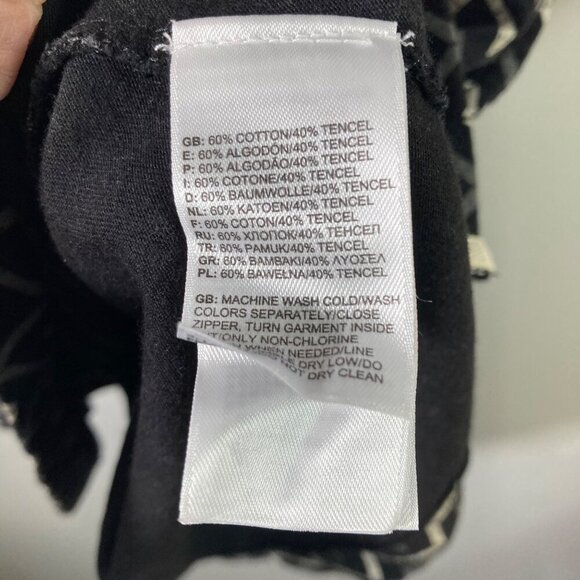 GB: 60% COTTON/40% TENCEL
E: 60% ALGODÓN/40% TENCEL
P: 60% ALGODÃO/40% TENCEL
I: 60% COTONE/40% TENCEL
D: 60% BAUMWOLLE/40% TENCEL
NL: 60% KATOEN/40% TENCEL
F: 60% COTON/40% TENCEL
RU: 60% ХЛОПОК/40% ТЕНСЕЛ
TR: 60% PAMUK/40% TENCEL
GR: 60% BAMBAKI/40% ΛΥΟΣΕΛ
PL: 60% BAWEŁNA/40% TENCEL
GB: MACHINE WASH COLD/WASH
COLORS SEPARATELY/CLOSE
ZIPPER, TURN GARMENT INSIDE
OUT/ONLY NON-CHLORINE
WHEN NEEDED/LINE
DRY LOW/DO
NOT DRY CLEAN